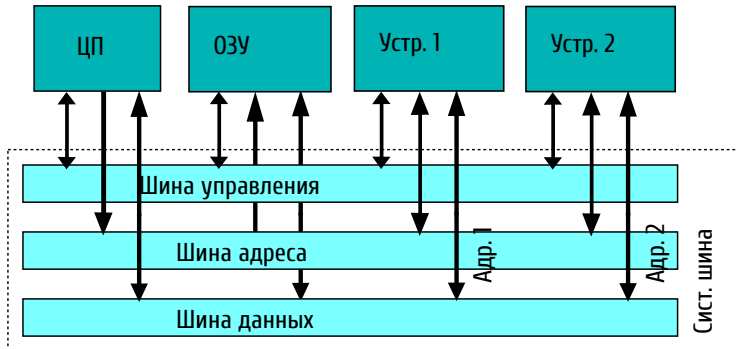 ЦП
ОЗУ
Устр. 1
Устр. 2
Шина управления
Шина адреса
Шина данных
Адр. 1
Адр. 2
Сист. шина